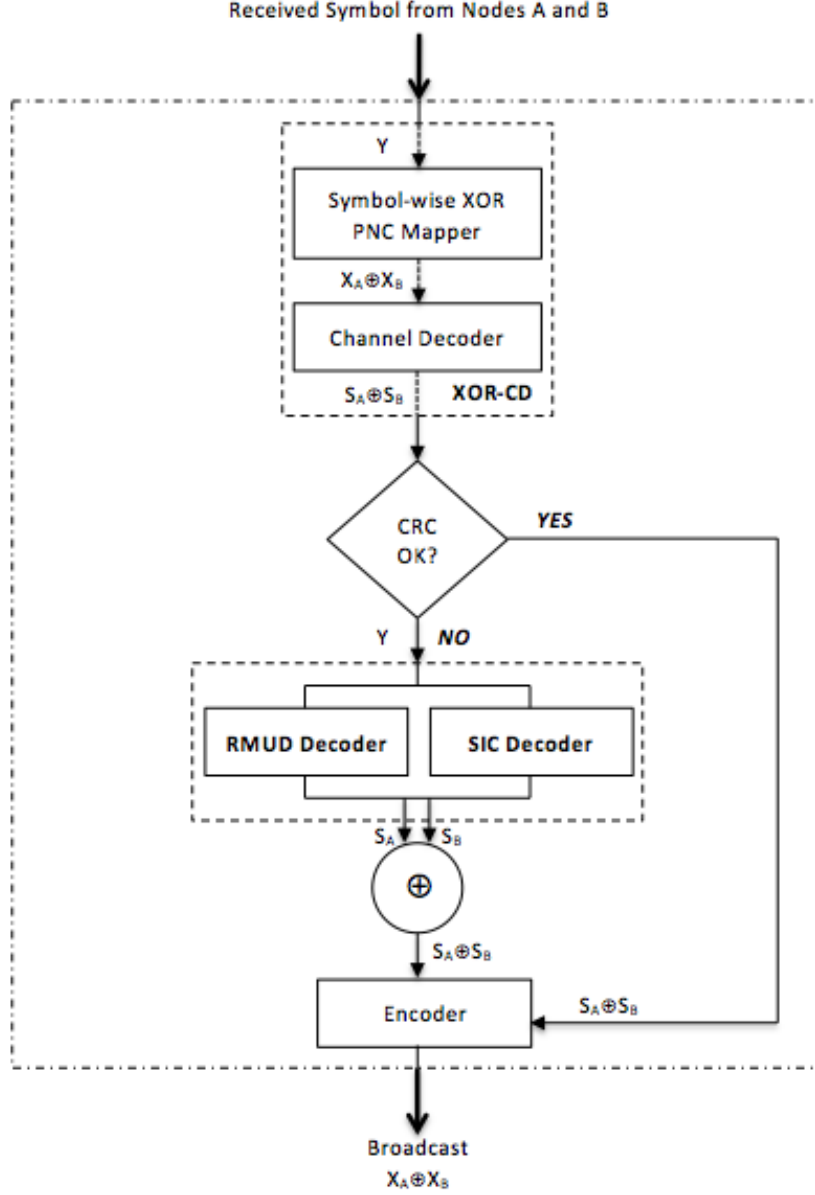 Received Symbol from Nodes A and B
Y
Symbol-wise XOR
PNC Mapper
X_A⊕X_B
Channel Decoder
S_A⊕S_B
XOR-CD
CRC
OK?
YES
Y
NO
RMUD Decoder
SIC Decoder
S_A
S_B
⊕
S_A⊕S_B
Encoder
S_A⊕S_B
Broadcast
X_A⊕X_B